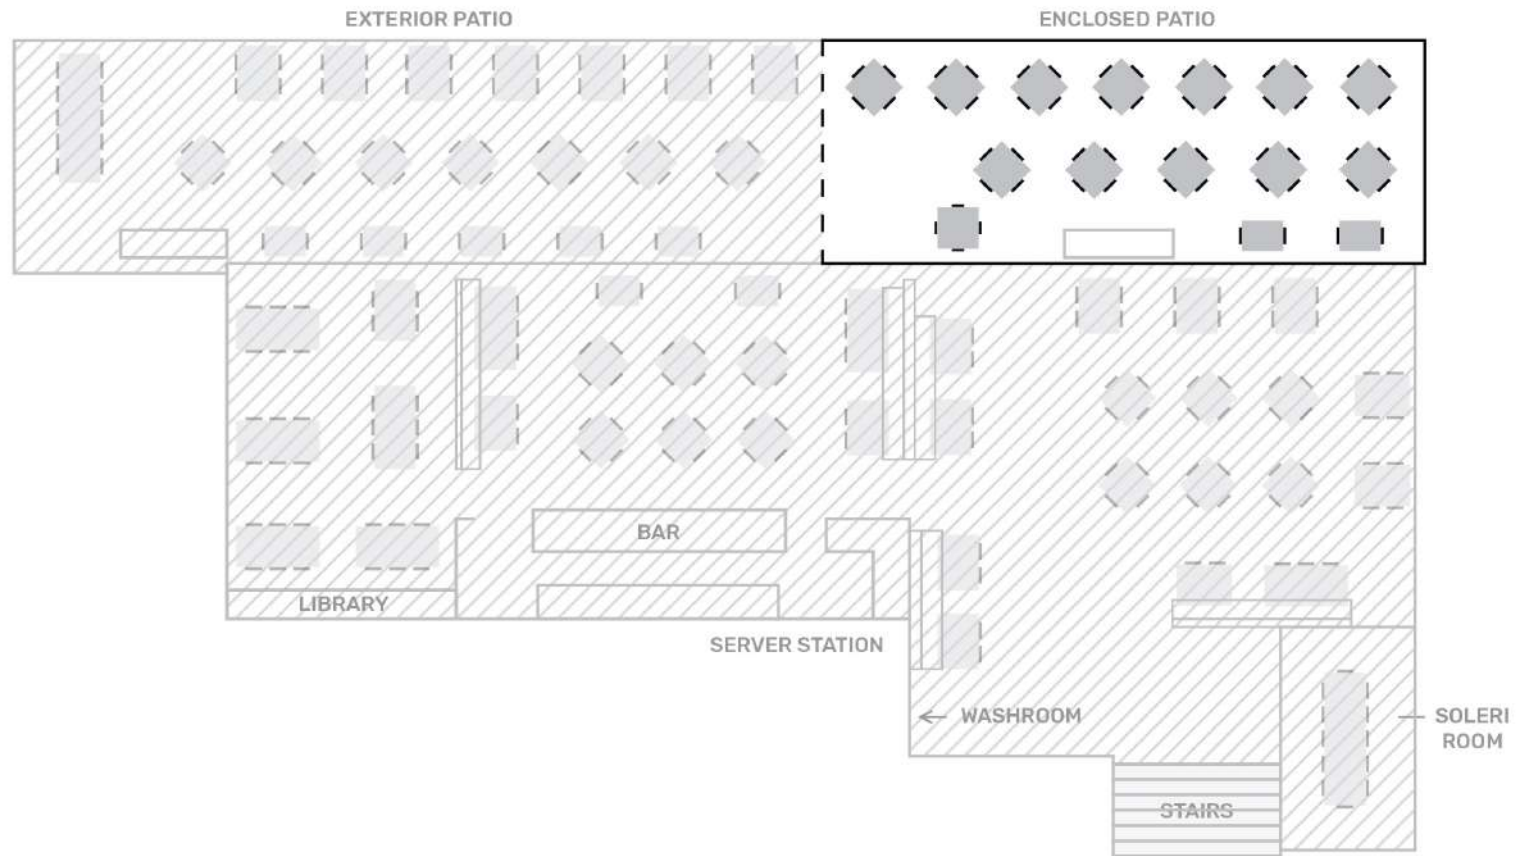 EXTERIOR PATIO
ENCLOSED PATIO
BAR
LIBRARY
SERVER STATION
WASHROOM
SOLERI
ROOM
STAIRS